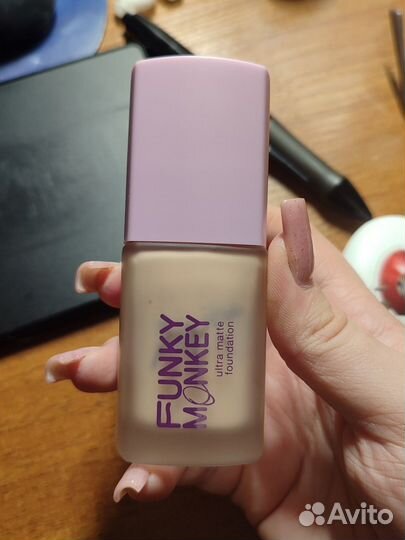 FUNKY
MONKEY
ultra matte
foundation
Avito